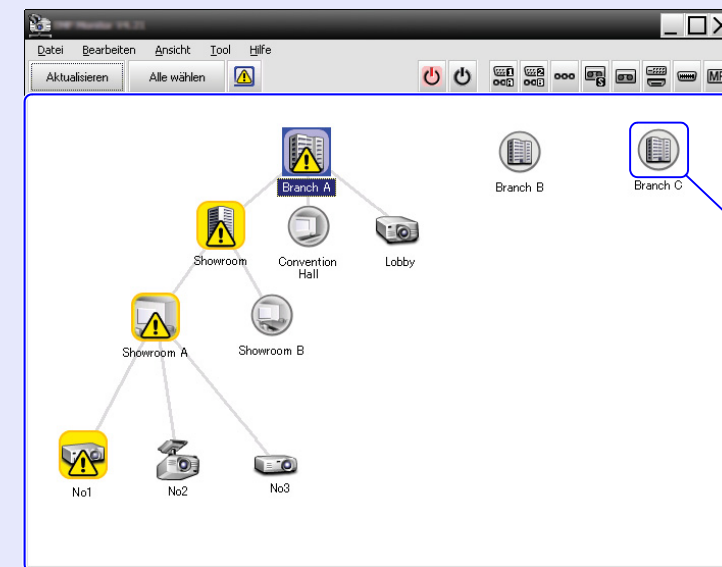 Datei Bearbeiten Ansicht Tool Hilfe
Aktualisieren Alle wählen
Branch A
Branch B
Branch C
Showroom
Convention
Hall
Lobby
Showroom A
Showroom B
No1
No2
No3